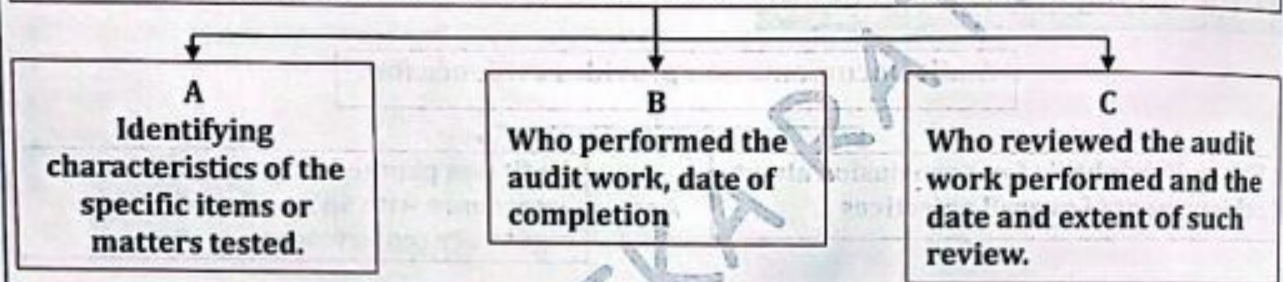 A
Identifying
characteristics of the
specific items or
matters tested.
B
Who performed the
audit work, date of
completion
C
Who reviewed the audit
work performed and the
date and extent of such
review.